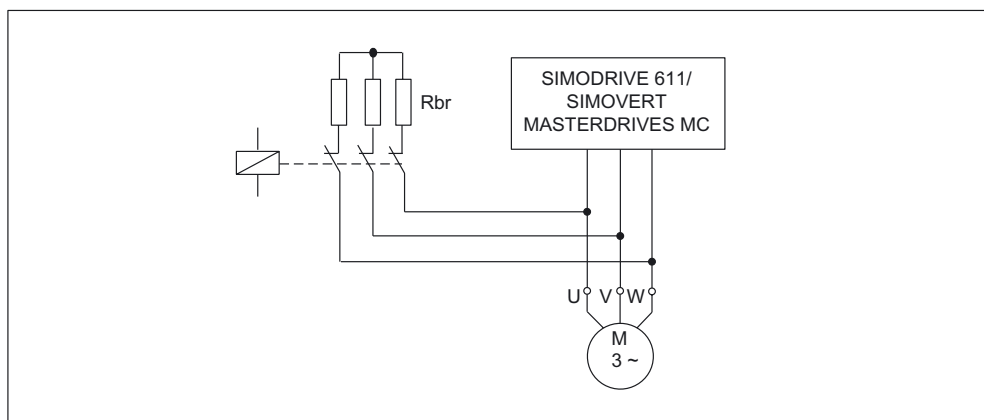 SIMODRIVE 611/
SIMOVERT
MASTERDRIVES MC
Rbr
U V W
M
3 ~